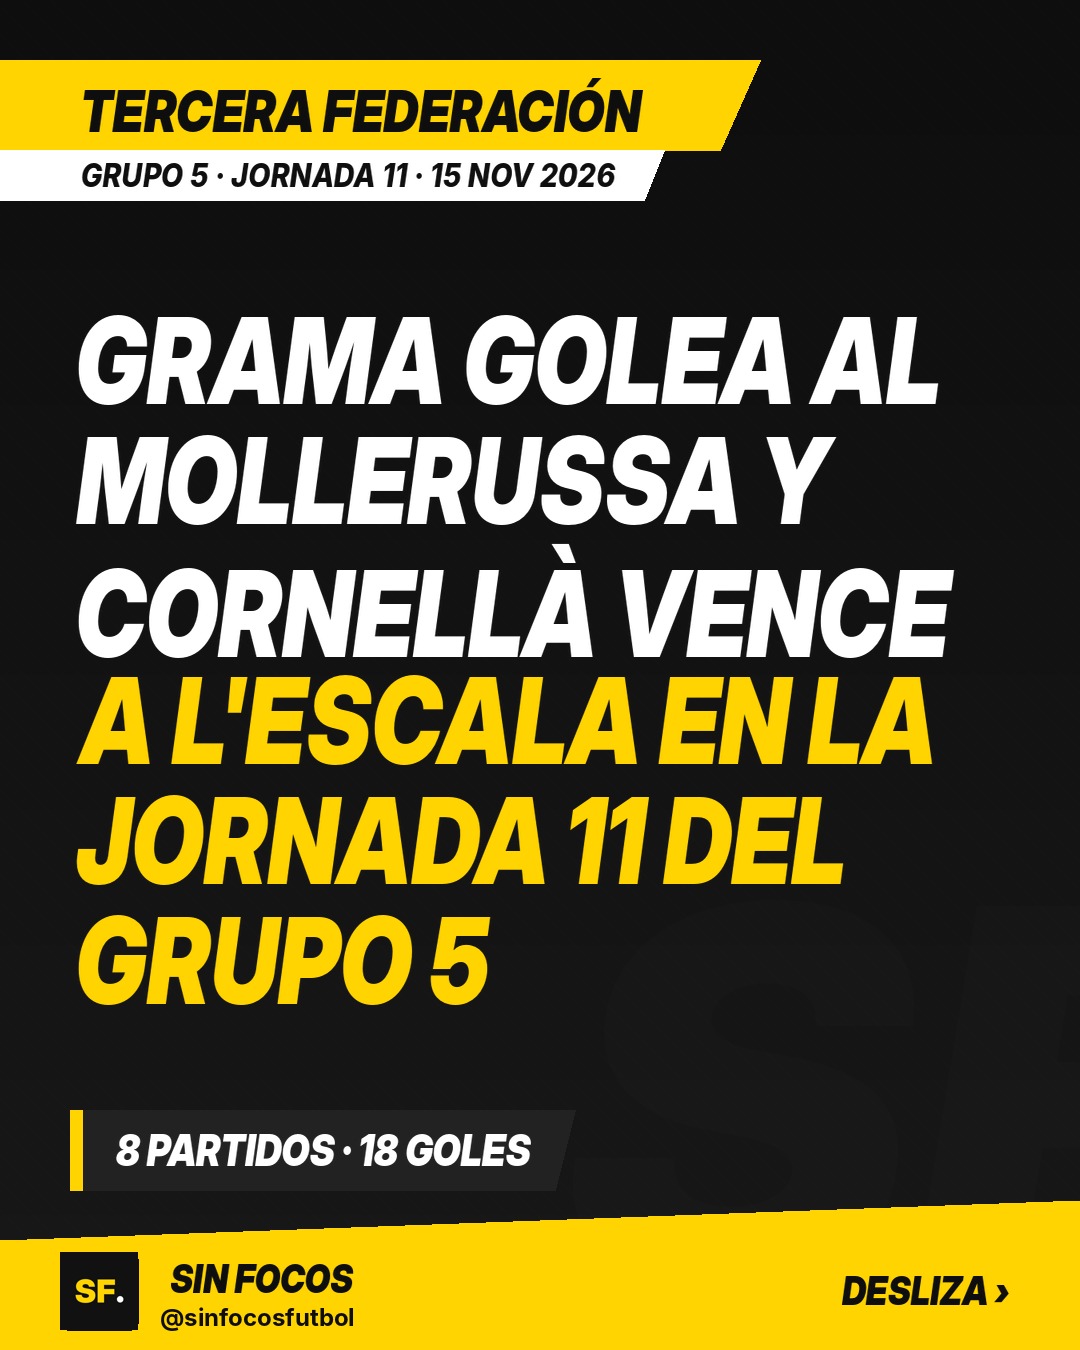 TERCERA FEDERACIÓN
GRUPO 5 · JORNADA 11 · 15 NOV 2026
GRAMA GOLEA AL
MOLLERUSSA Y
CORNELLÀ VENCE
A L'ESCALA EN LA
JORNADA 11 DEL
GRUPO 5
8 PARTIDOS · 18 GOLES
SF.
SIN FOCOS
@sinfocosfutbol
DESLIZA ›